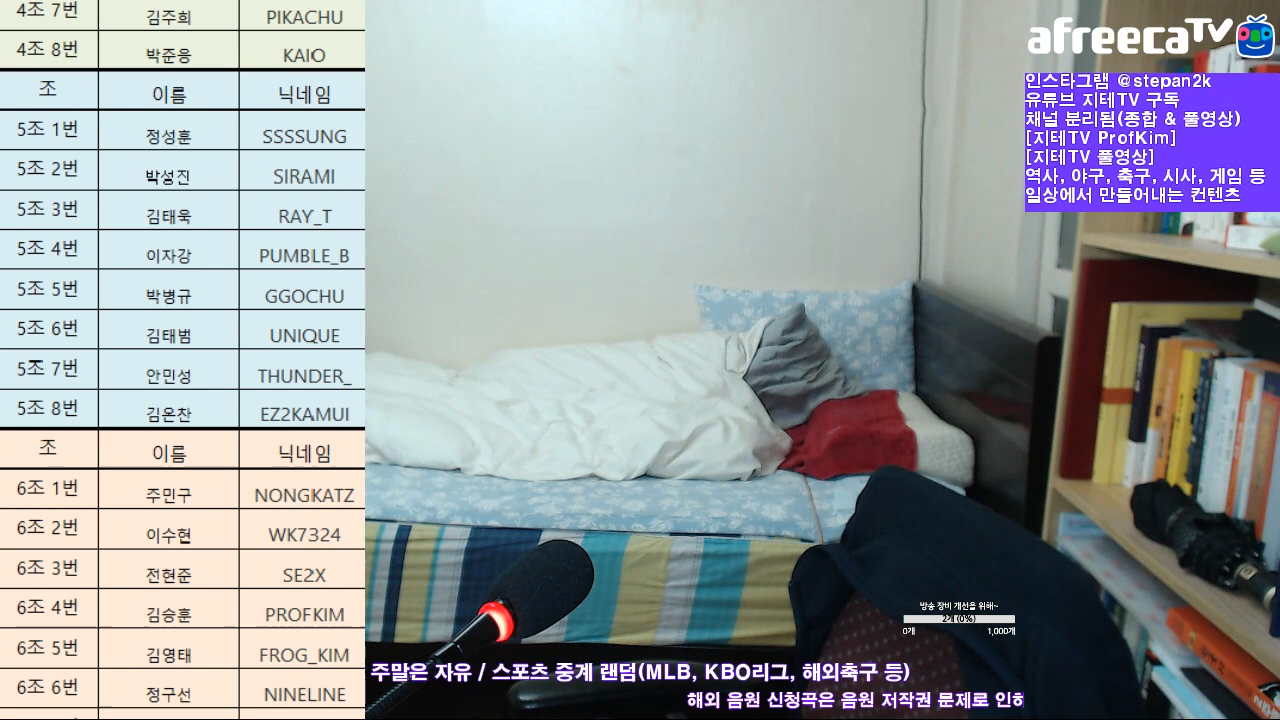 4조 7번 김주희 PIKACHU
4조 8번 박준응 KAIO
조 이름 닉네임
5조 1번 정성훈 SSSSUNG
5조 2번 박성진 SIRAMI
5조 3번 김태욱 RAY_T
5조 4번 이자강 PUMBLE_B
5조 5번 박병규 GGOCHU
5조 6번 김태범 UNIQUE
5조 7번 안민성 THUNDER_
5조 8번 김온찬 EZ2KAMUI
조 이름 닉네임
6조 1번 주민구 NONGKATZ
6조 2번 이수현 WK7324
6조 3번 전현준 SE2X
6조 4번 김승훈 PROFKIM
6조 5번 김영태 FROG_KIM
6조 6번 정구선 NINELINE
afreecaTV
인스타그램 @stepan2k
유튜브 지테TV 구독
채널 분리됨(종합 & 풀영상)
[지테TV ProfKim]
[지테TV 풀영상]
역사, 야구, 축구, 시사, 게임 등
일상에서 만들어내는 컨텐츠
방송 장비 개선을 위해~
2개 (0%)
0개 1,000개
주말은 자유 / 스포츠 중계 랜덤(MLB, KBO리그, 해외축구 등)
해외 음원 신청곡은 음원 저작권 문제로 인하